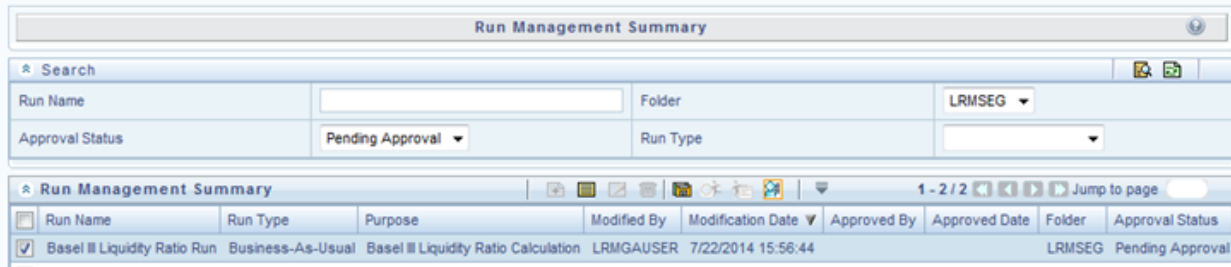 Run Management Summary
Search
Run Name Folder LRMSEG
Approval Status Pending Approval Run Type
Run Management Summary 1 - 2 / 2 Jump to page
Run Name Run Type Purpose Modified By Modification Date Approved By Approved Date Folder Approval Status
Basel III Liquidity Ratio Run Business-As-Usual Basel III Liquidity Ratio Calculation LRMGAUSER 7/22/2014 15:56:44 LRMSEG Pending Approval